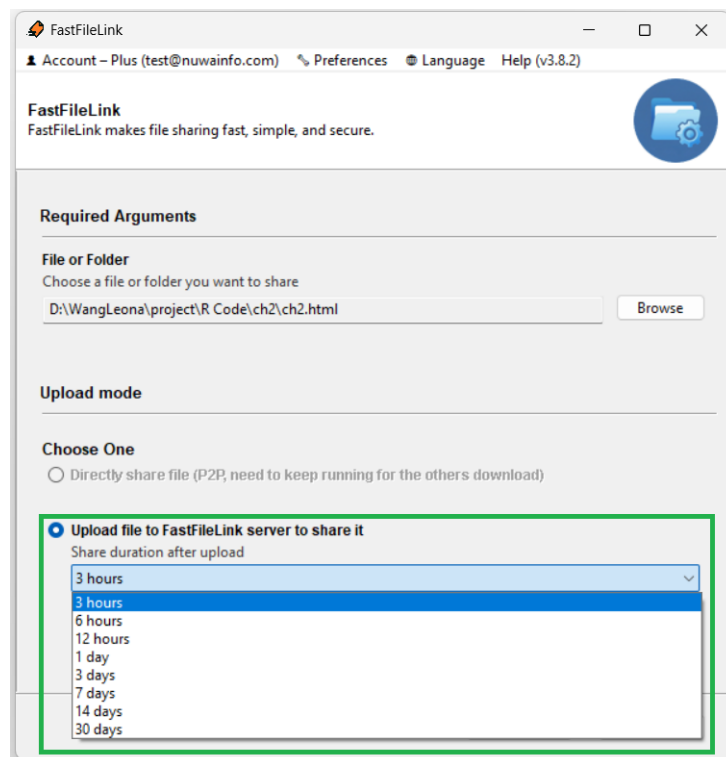 FastFileLink
Account – Plus (test@nuwainfo.com) Preferences Language Help (v3.8.2)
FastFileLink
FastFileLink makes file sharing fast, simple, and secure.
Required Arguments
File or Folder
Choose a file or folder you want to share
D:\WangLeona\project\R Code\ch2\ch2.html Browse
Upload mode
Choose One
Directly share file (P2P, need to keep running for the others download)
Upload file to FastFileLink server to share it
Share duration after upload
3 hours
3 hours
6 hours
12 hours
1 day
3 days
7 days
14 days
30 days